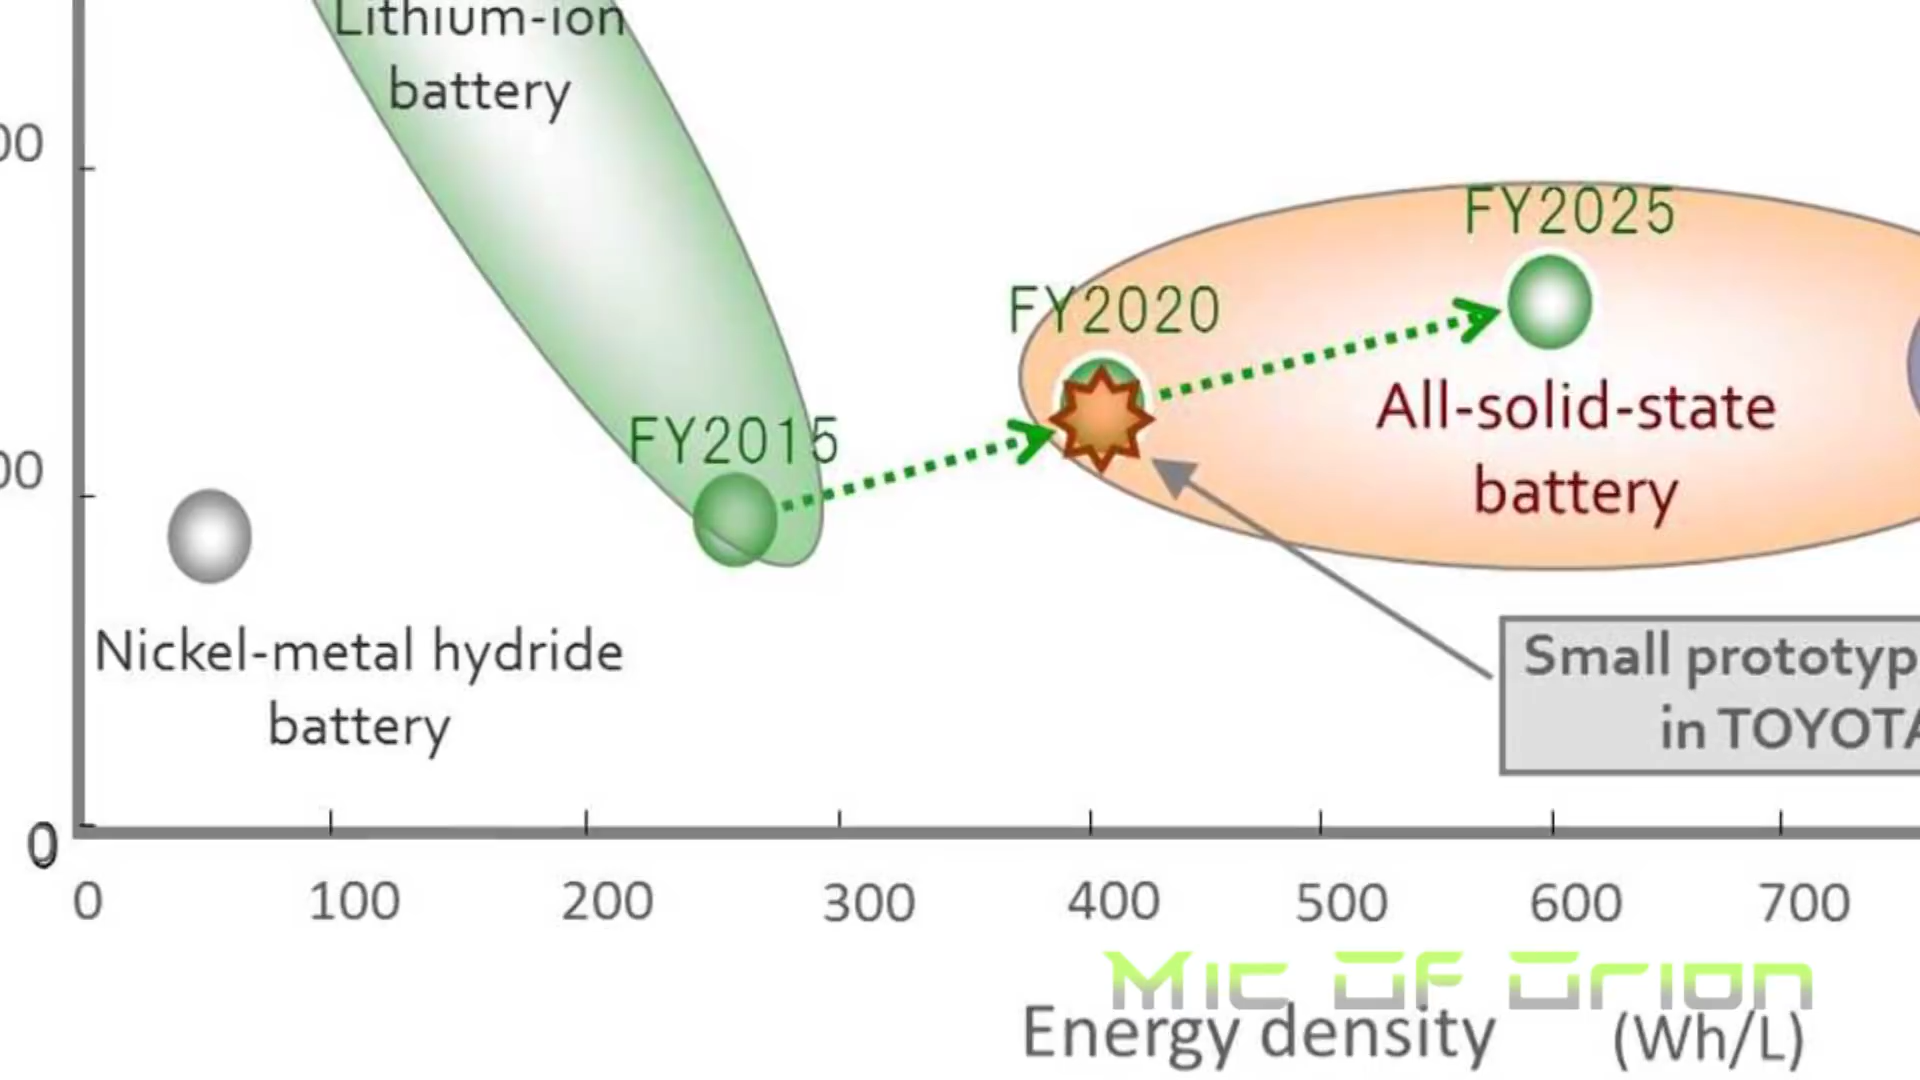 Lithium-ion
battery
00
FY2025
FY2020
All-solid-state
battery
FY2015
00
Nickel-metal hydride
battery
Small prototyp
in TOYOTA
0
0 100 200 300 400 500 600 700
Mic Of Orion
Energy density (Wh/L)